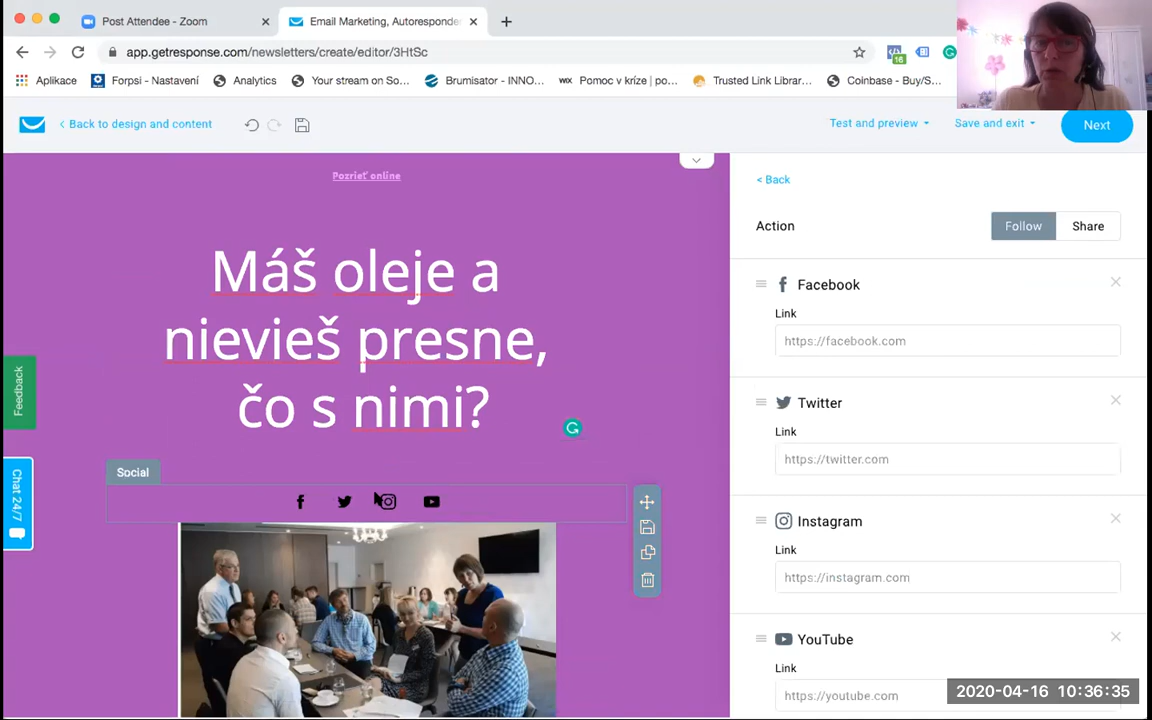 Post Attendee - Zoom
Email Marketing, Autoresponde
app.getresponse.com/newsletters/create/editor/3HtSc
16
Aplikace
Forpsi - Nastavení
Analytics
Your stream on So...
Brumisator - INNO...
WIX Pomoc v kríze | po...
Trusted Link Librar...
Coinbase - Buy/S...
< Back to design and content
Test and preview
Save and exit
Next
Pozrieť online
Máš oleje a
nievieš presne,
čo s nimi?
Social
Feedback
Chat 24/7
< Back
Action
Follow
Share
Facebook
Link
https://facebook.com
Twitter
Link
https://twitter.com
Instagram
Link
https://instagram.com
YouTube
Link
https://youtube.com
2020-04-16 10:36:35